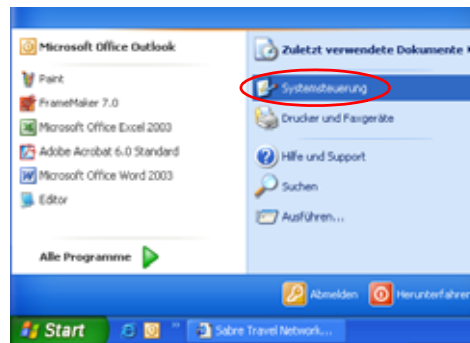 Microsoft Office Outlook
Paint
FrameMaker 7.0
Microsoft Office Excel 2003
Adobe Acrobat 6.0 Standard
Microsoft Office Word 2003
Editor
Alle Programme
Zuletzt verwendete Dokumente
Systemsteuerung
Drucker und Faxgeräte
Hilfe und Support
Suchen
Ausführen...
Abmelden
Herunterfahren
Start
Sabre Travel Network...